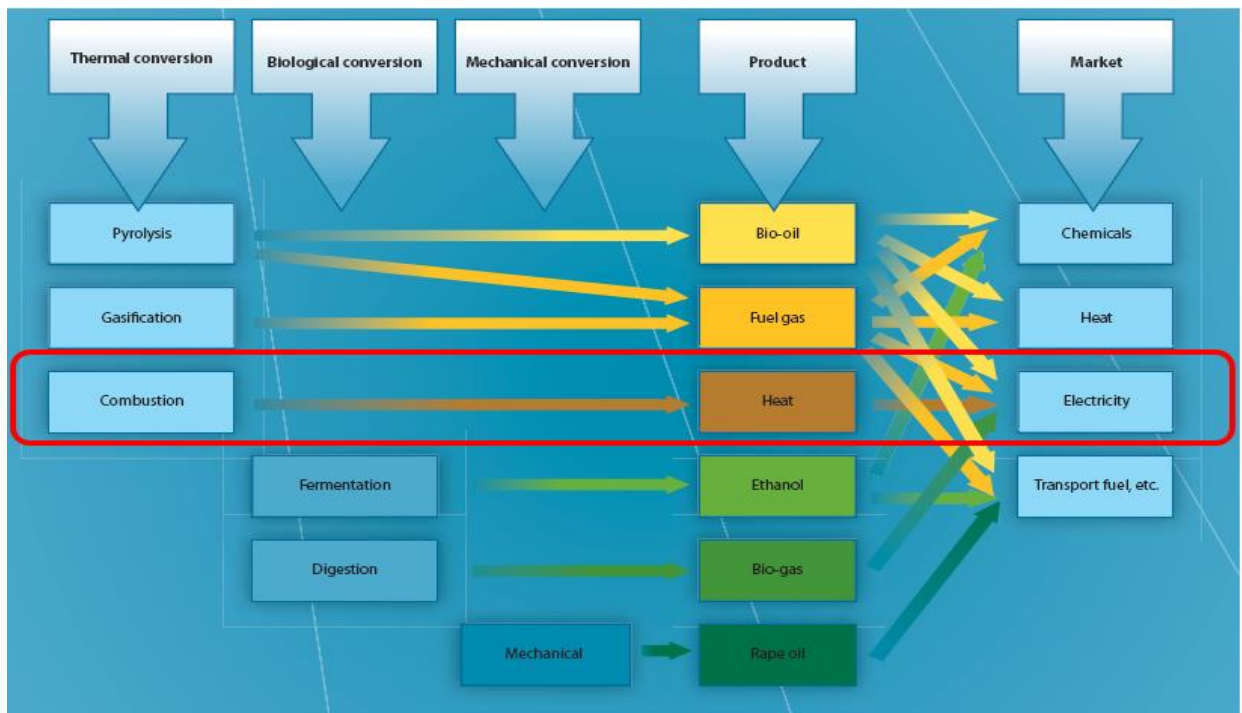 Thermal conversion
Biological conversion
Mechanical conversion
Product
Market
Pyrolysis
Bio-oil
Chemicals
Gasification
Fuel gas
Heat
Combustion
Heat
Electricity
Fermentation
Ethanol
Transport fuel, etc.
Digestion
Bio-gas
Mechanical
Rape oil